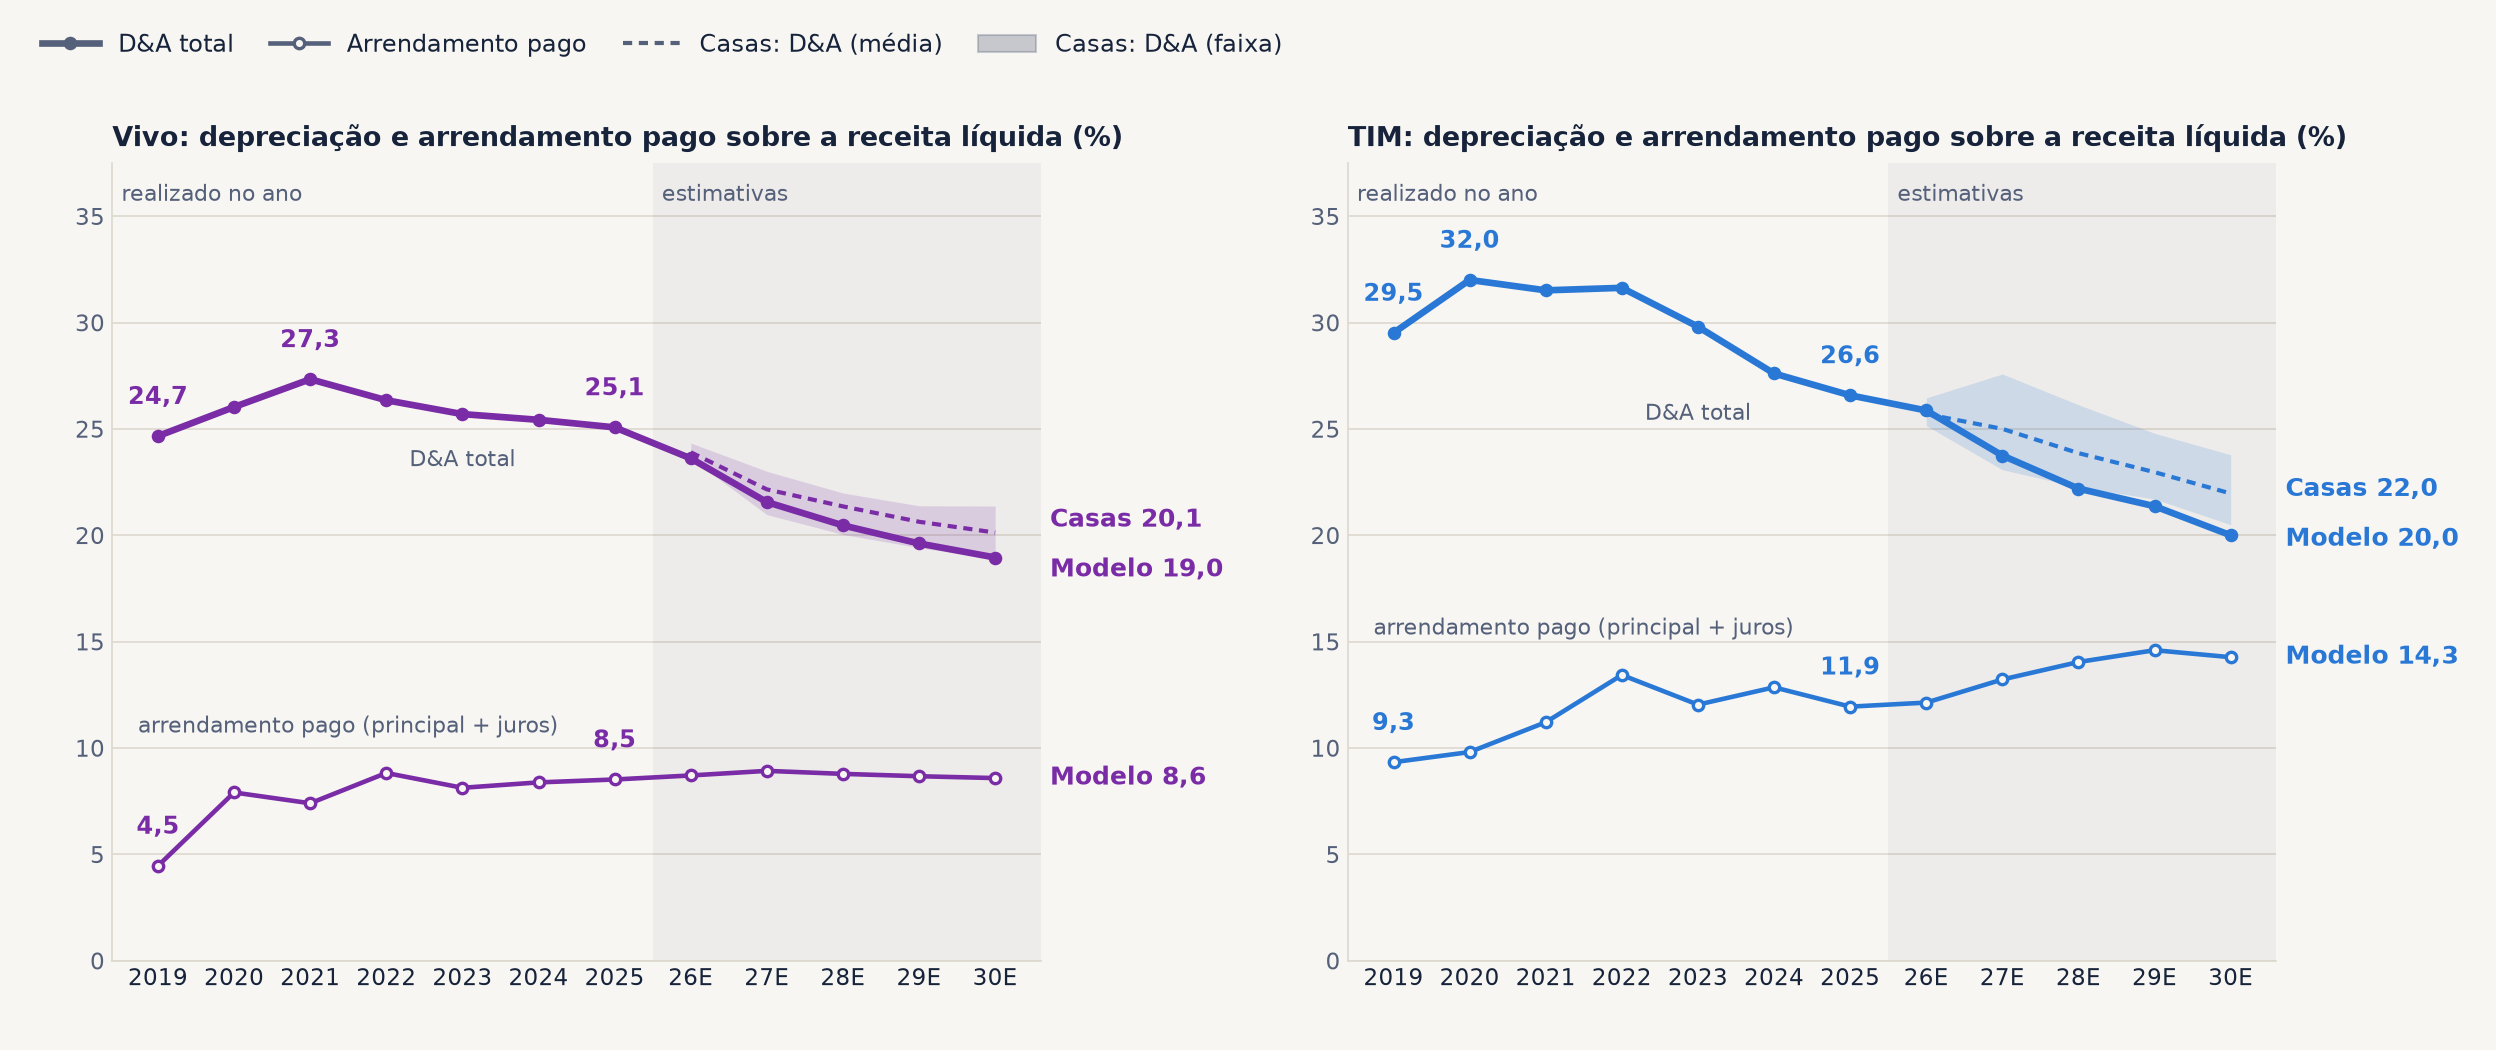 D&A total
Arrendamento pago
Casas: D&A (média)
Casas: D&A (faixa)
Vivo: depreciação e arrendamento pago sobre a receita líquida (%)
realizado no ano
estimativas
35
30
25
20
15
10
5
0
24,7
27,3
25,1
D&A total
Casas 20,1
Modelo 19,0
arrendamento pago (principal + juros)
8,5
4,5
Modelo 8,6
2019 2020 2021 2022 2023 2024 2025 26E 27E 28E 29E 30E
TIM: depreciação e arrendamento pago sobre a receita líquida (%)
realizado no ano
estimativas
35
30
25
20
15
10
5
0
32,0
29,5
26,6
D&A total
Casas 22,0
Modelo 20,0
arrendamento pago (principal + juros)
11,9
9,3
Modelo 14,3
2019 2020 2021 2022 2023 2024 2025 26E 27E 28E 29E 30E